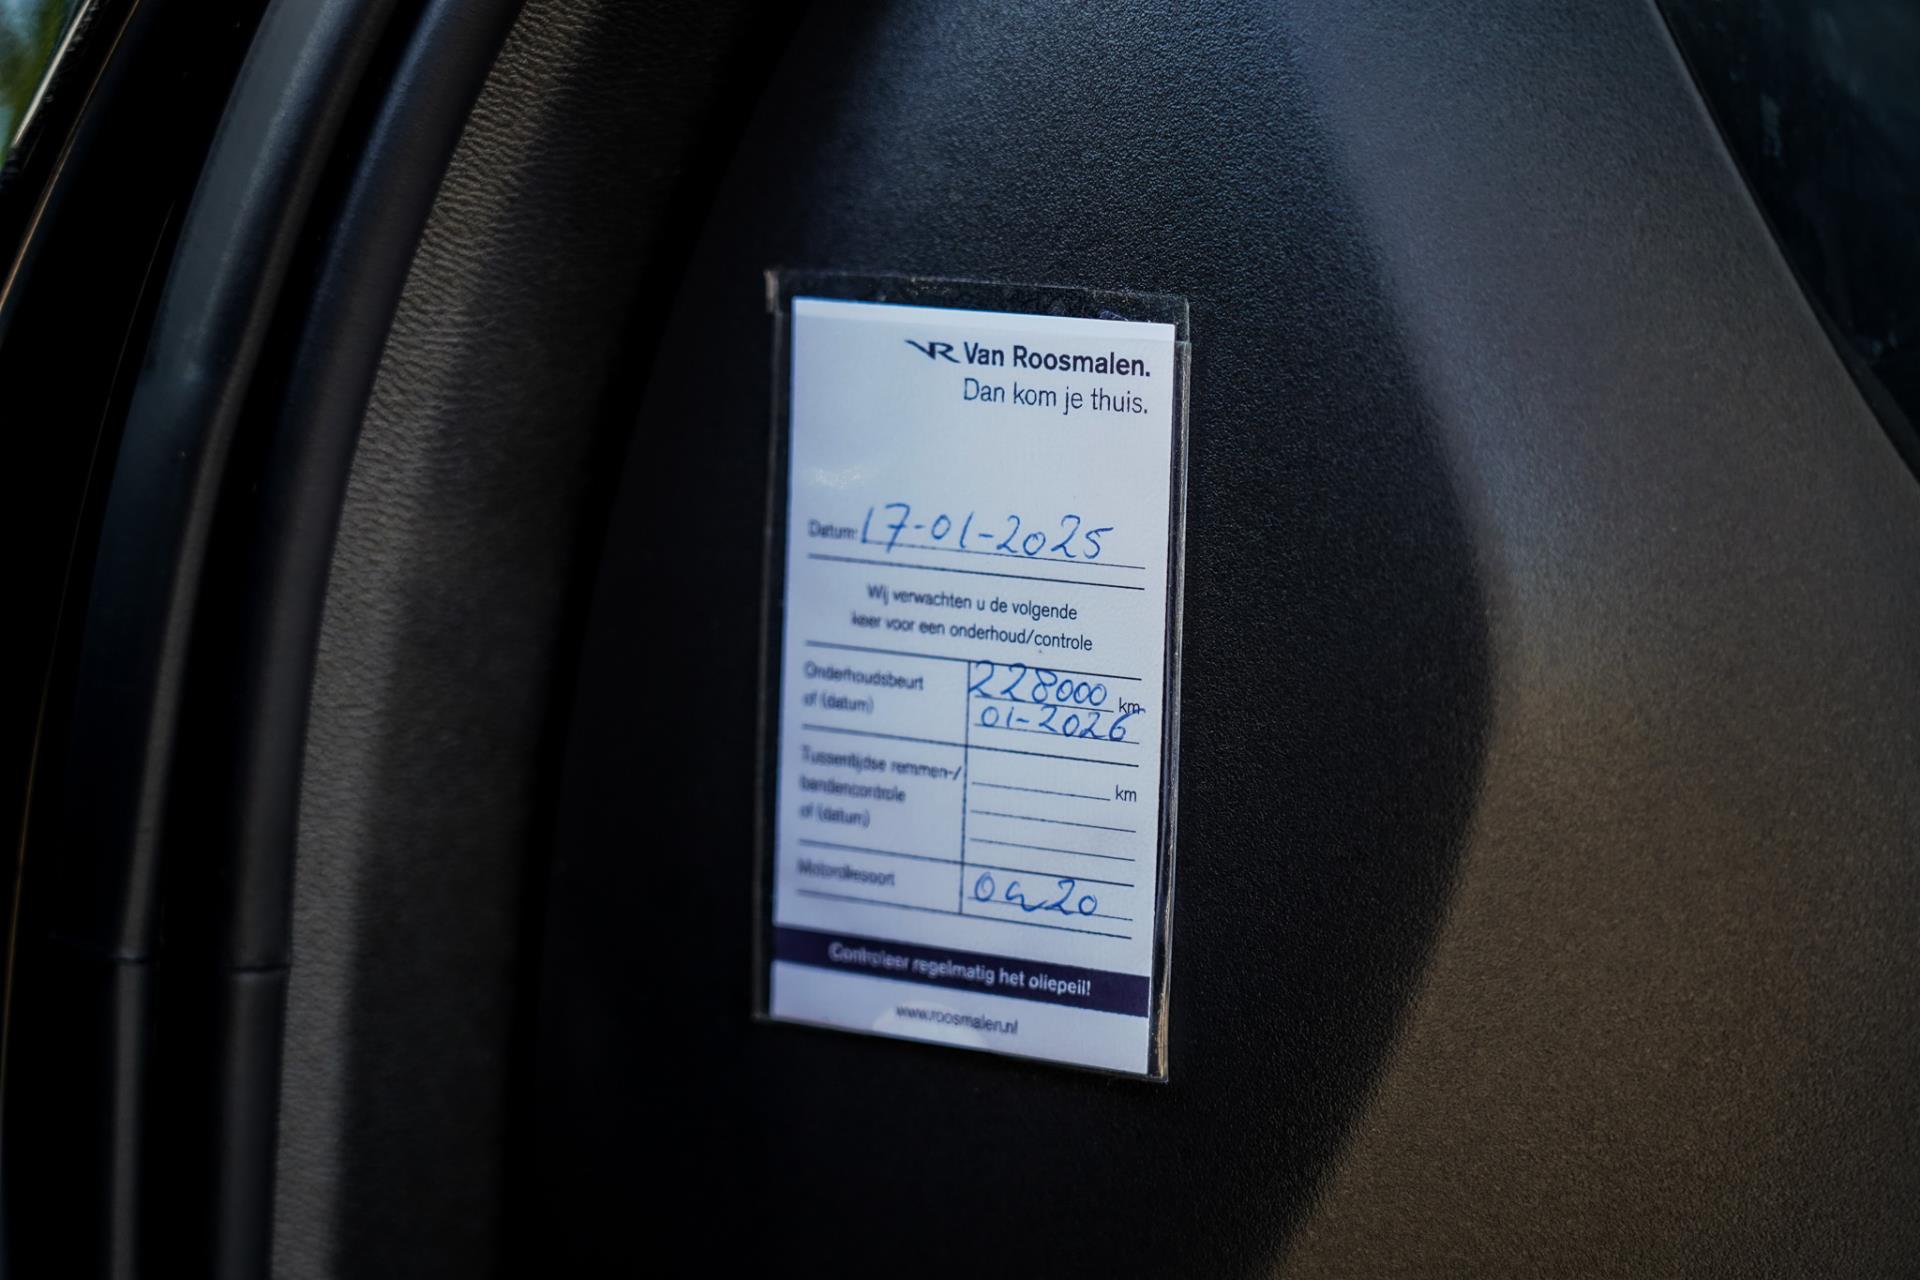 VR Van Roosmalen.
Dan kom je thuis.
Datum: 17-01-2025
Wij verwachten u de volgende
keer voor een onderhoud/controle
Onderhoudsbeurt 228000 km
of (datum) 01-2026
Tussentijdse remmen-/
bandencontrole km
of (datum)
Motoroliesoort 0w20
Controleer regelmatig het oliepeil!
www.roosmalen.nl